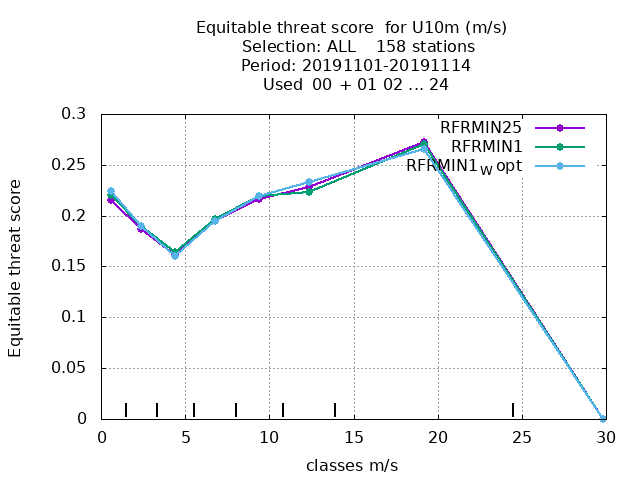 Equitable threat score  for U10m (m/s)
Selection: ALL    158 stations
Period: 20191101-20191114
Used  00 + 01 02 ... 24
0.3
0.25
0.2
0.15
0.1
0.05
0
Equitable threat score
RFRMIN25
RFRMIN1
RFRMIN1W opt
0 5 10 15 20 25 30
classes m/s